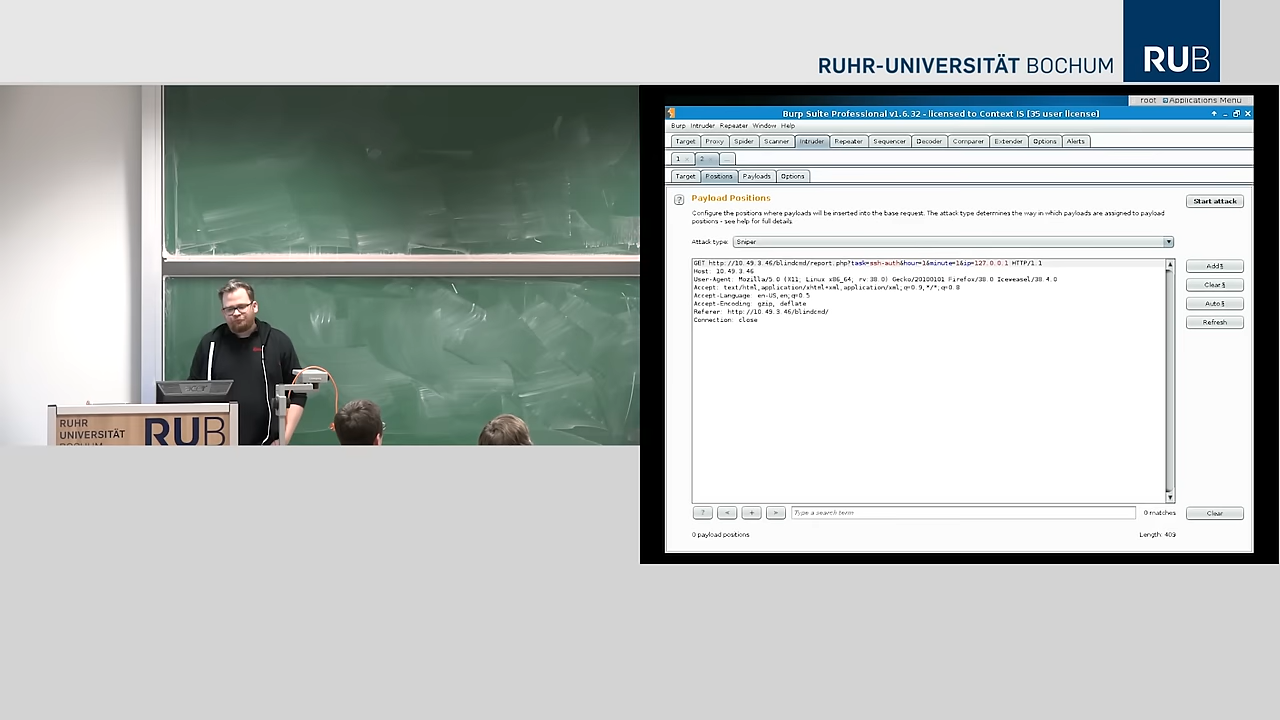 RUHR-UNIVERSITÄT BOCHUM
RUB
RUHR
UNIVERSITÄT
BOCHUM
RUB
root Applications Menu
Burp Suite Professional v1.6.32 - licensed to Context IS [35 user license]
Burp Intruder Repeater Window Help
Target Proxy Spider Scanner Intruder Repeater Sequencer Decoder Comparer Extender Options Alerts
1 × 2 × ...
Target Positions Payloads Options
? Payload Positions
Start attack
Configure the positions where payloads will be inserted into the base request. The attack type determines the way in which payloads are assigned to payload
positions - see help for full details.
Attack type: Sniper
GET http://10.49.3.46/blindcmd/report.php?task=ssh-auth&hour=1&minute=1&ip=127.0.0.1 HTTP/1.1
Host: 10.49.3.46
User-Agent: Mozilla/5.0 (X11; Linux x86_64; rv:38.0) Gecko/20100101 Firefox/38.0 Iceweasel/38.4.0
Accept: text/html,application/xhtml+xml,application/xml;q=0.9,*/*;q=0.8
Accept-Language: en-US,en;q=0.5
Accept-Encoding: gzip, deflate
Referer: http://10.49.3.46/blindcmd/
Connection: close
Add §
Clear §
Auto §
Refresh
? < + > Type a search term 0 matches Clear
0 payload positions Length: 409